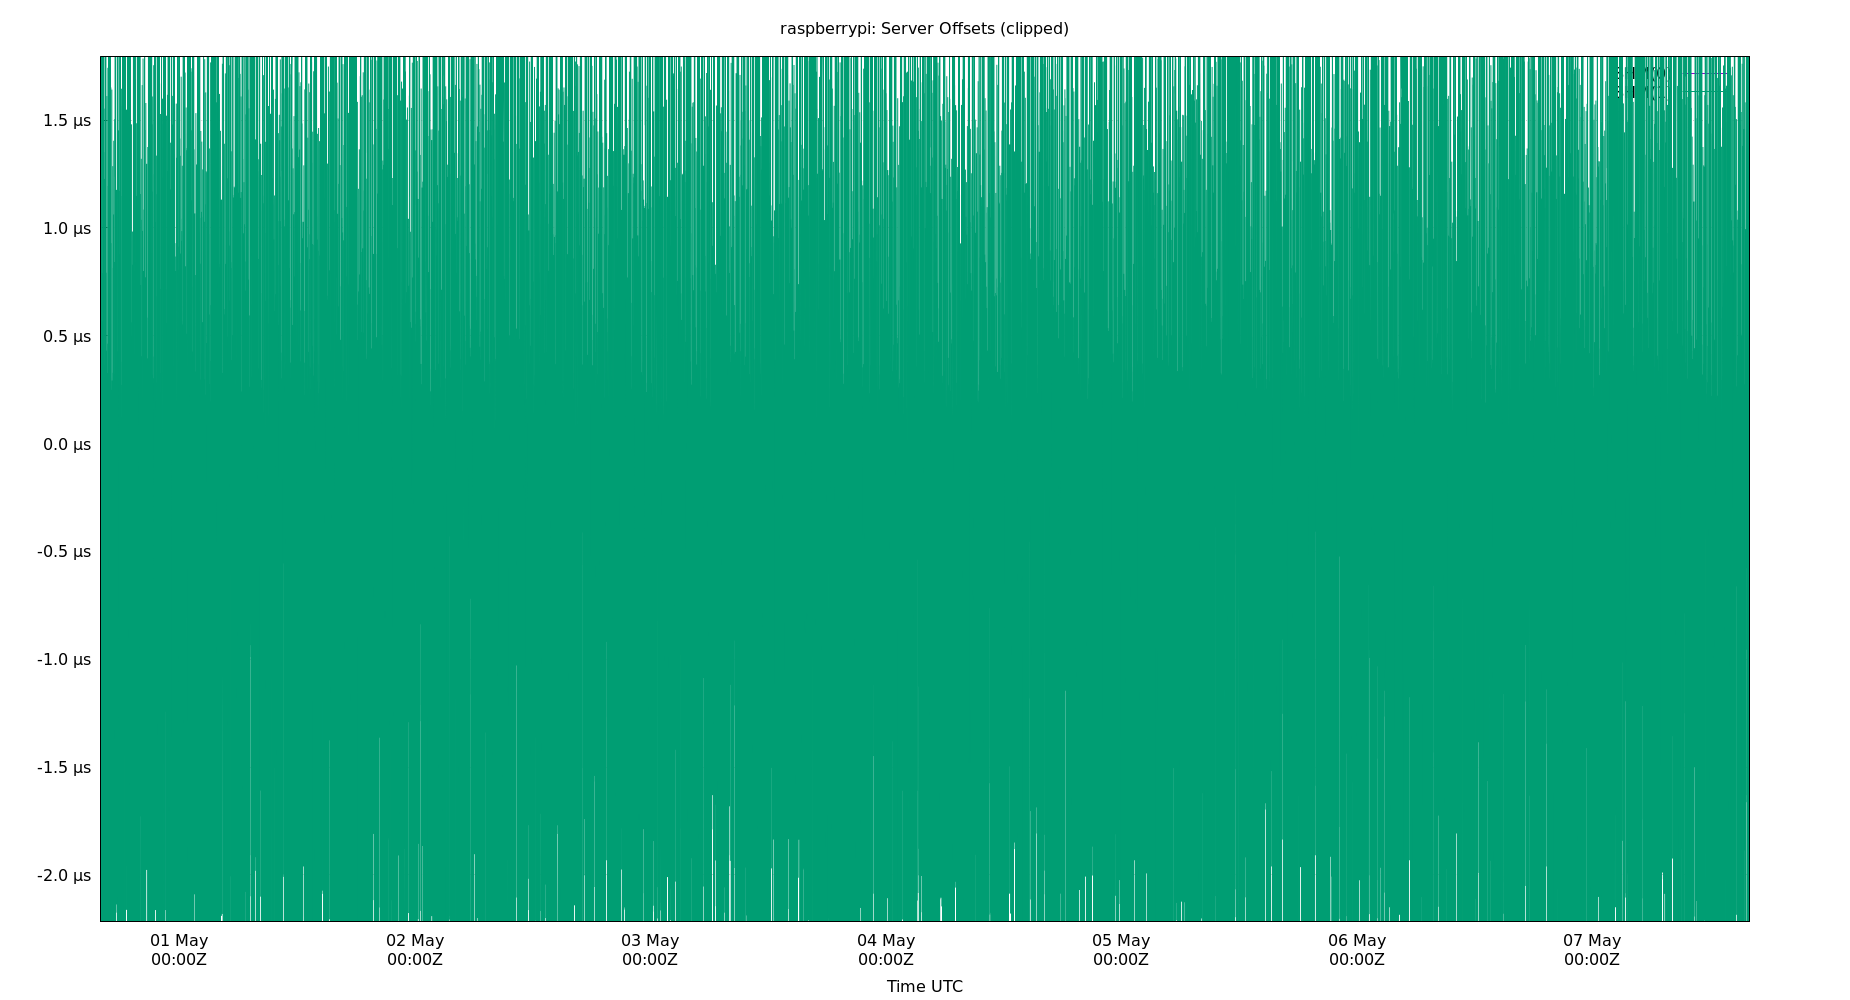 raspberrypi: Server Offsets (clipped)
1.5 µs
1.0 µs
0.5 µs
0.0 µs
-0.5 µs
-1.0 µs
-1.5 µs
-2.0 µs
01 May 02 May 03 May 04 May 05 May 06 May 07 May
00:00Z 00:00Z 00:00Z 00:00Z 00:00Z 00:00Z 00:00Z
Time UTC